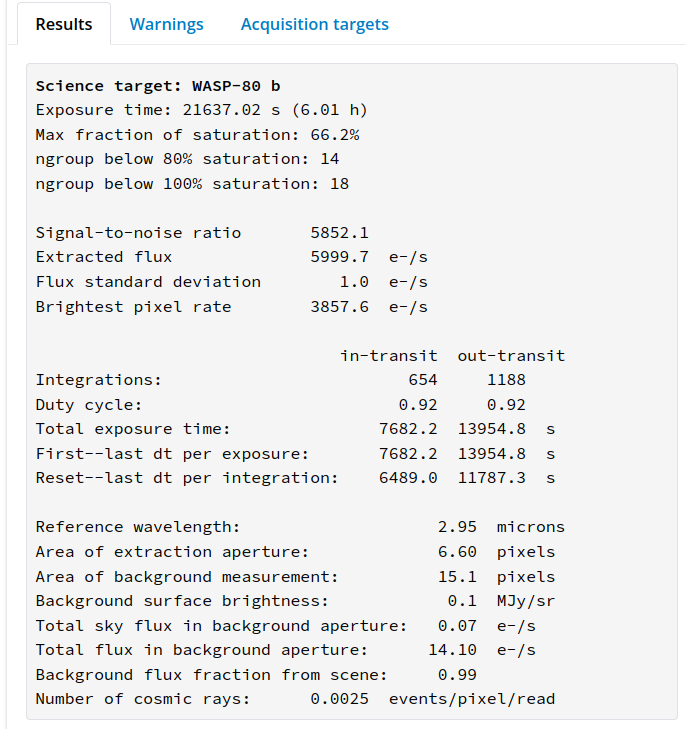 Results Warnings Acquisition targets
Science target: WASP-80 b
Exposure time: 21637.02 s (6.01 h)
Max fraction of saturation: 66.2%
ngroup below 80% saturation: 14
ngroup below 100% saturation: 18
Signal-to-noise ratio 5852.1
Extracted flux 5999.7 e-/s
Flux standard deviation 1.0 e-/s
Brightest pixel rate 3857.6 e-/s
in-transit out-transit
Integrations: 654 1188
Duty cycle: 0.92 0.92
Total exposure time: 7682.2 13954.8 s
First--last dt per exposure: 7682.2 13954.8 s
Reset--last dt per integration: 6489.0 11787.3 s
Reference wavelength: 2.95 microns
Area of extraction aperture: 6.60 pixels
Area of background measurement: 15.1 pixels
Background surface brightness: 0.1 MJy/sr
Total sky flux in background aperture: 0.07 e-/s
Total flux in background aperture: 14.10 e-/s
Background flux fraction from scene: 0.99
Number of cosmic rays: 0.0025 events/pixel/read